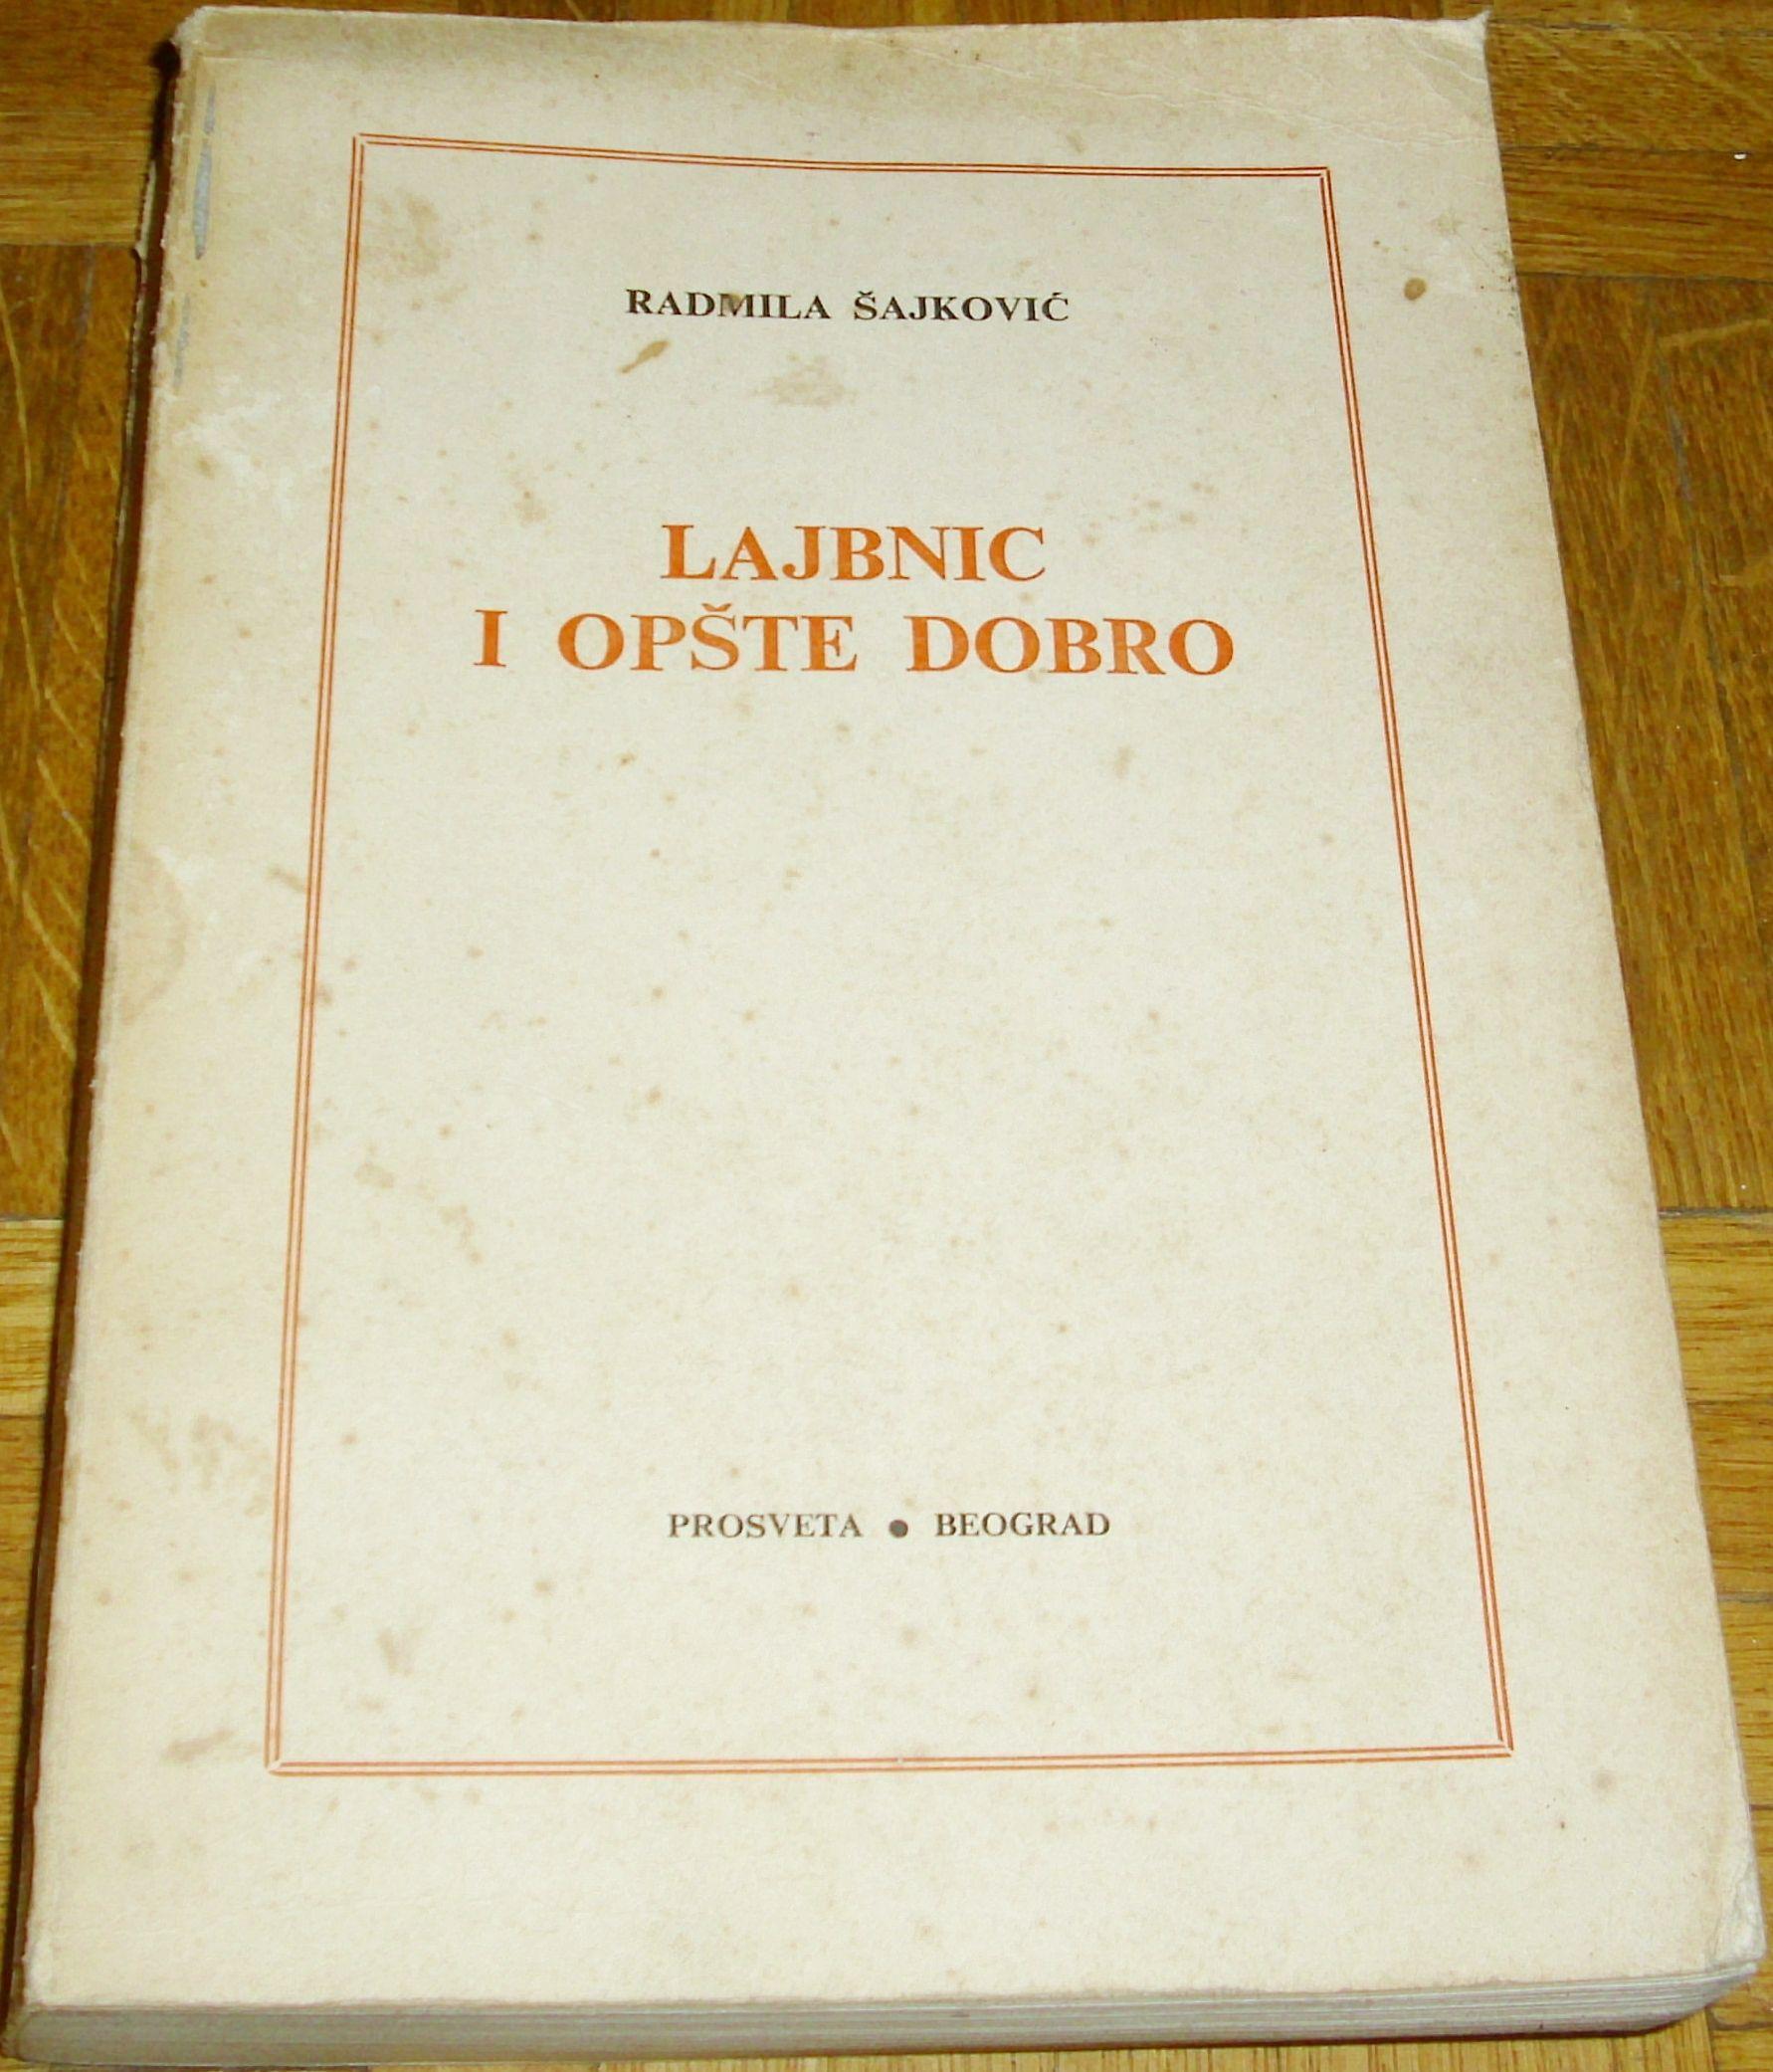 RADMILA ŠAJKOVIĆ
LAJBNIC
I OPŠTE DOBRO
PROSVETA ● BEOGRAD